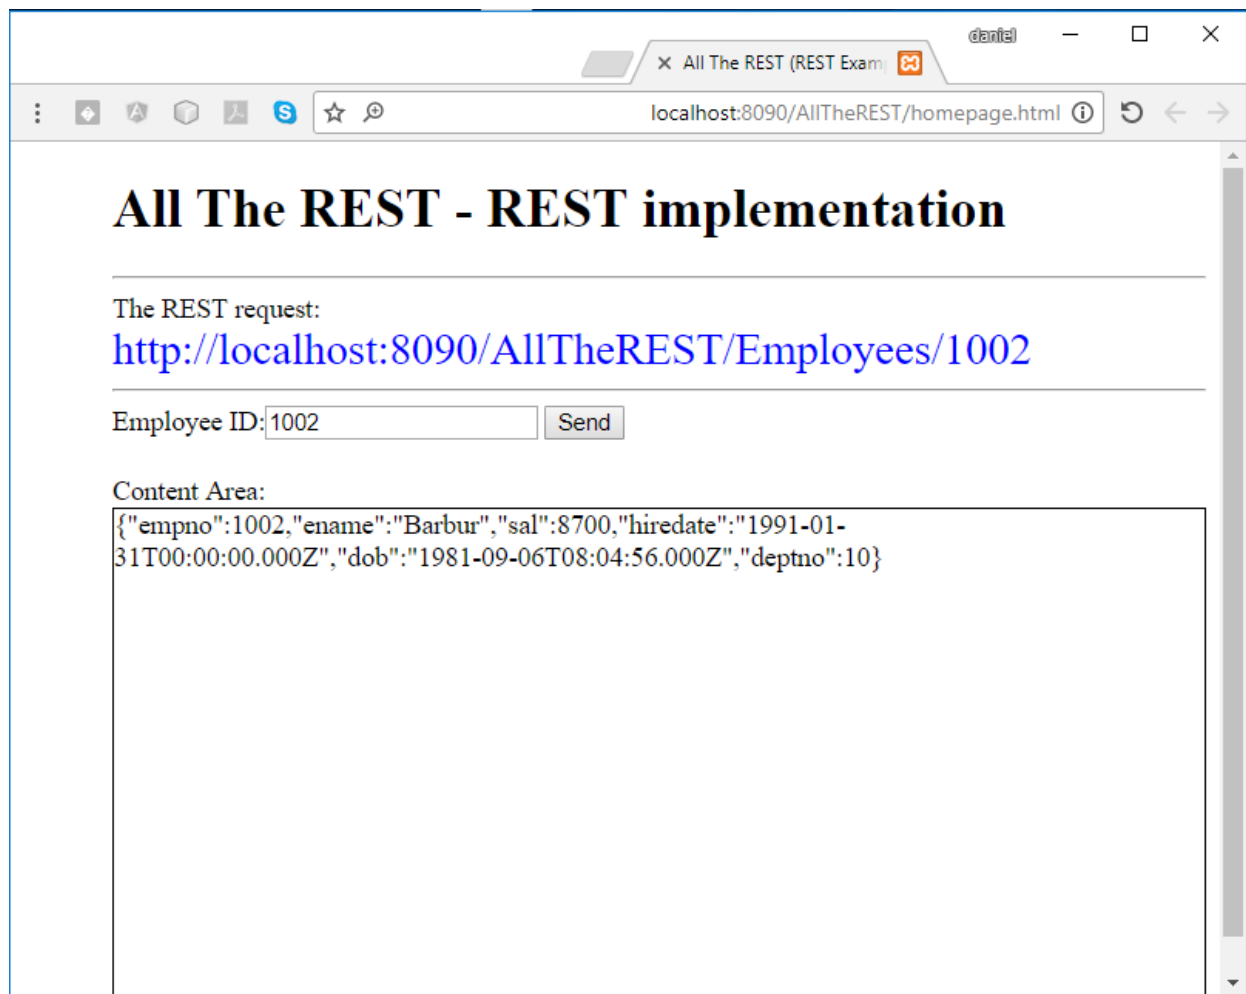 daniel
All The REST (REST Exam
localhost:8090/AllTheREST/homepage.html
All The REST - REST implementation
The REST request:
http://localhost:8090/AllTheREST/Employees/1002
Employee ID: 1002 Send
Content Area:
{"empno":1002,"ename":"Barbur","sal":8700,"hiredate":"1991-01-
31T00:00:00.000Z","dob":"1981-09-06T08:04:56.000Z","deptno":10}